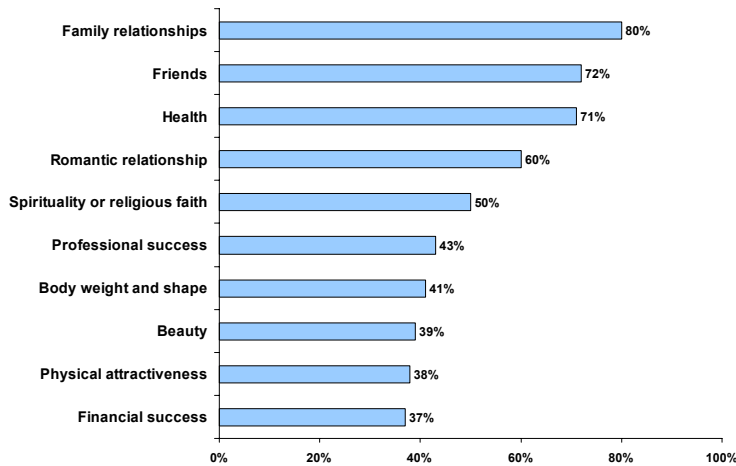 Family relationships 80%
Friends 72%
Health 71%
Romantic relationship 60%
Spirituality or religious faith 50%
Professional success 43%
Body weight and shape 41%
Beauty 39%
Physical attractiveness 38%
Financial success 37%
0% 20% 40% 60% 80% 100%